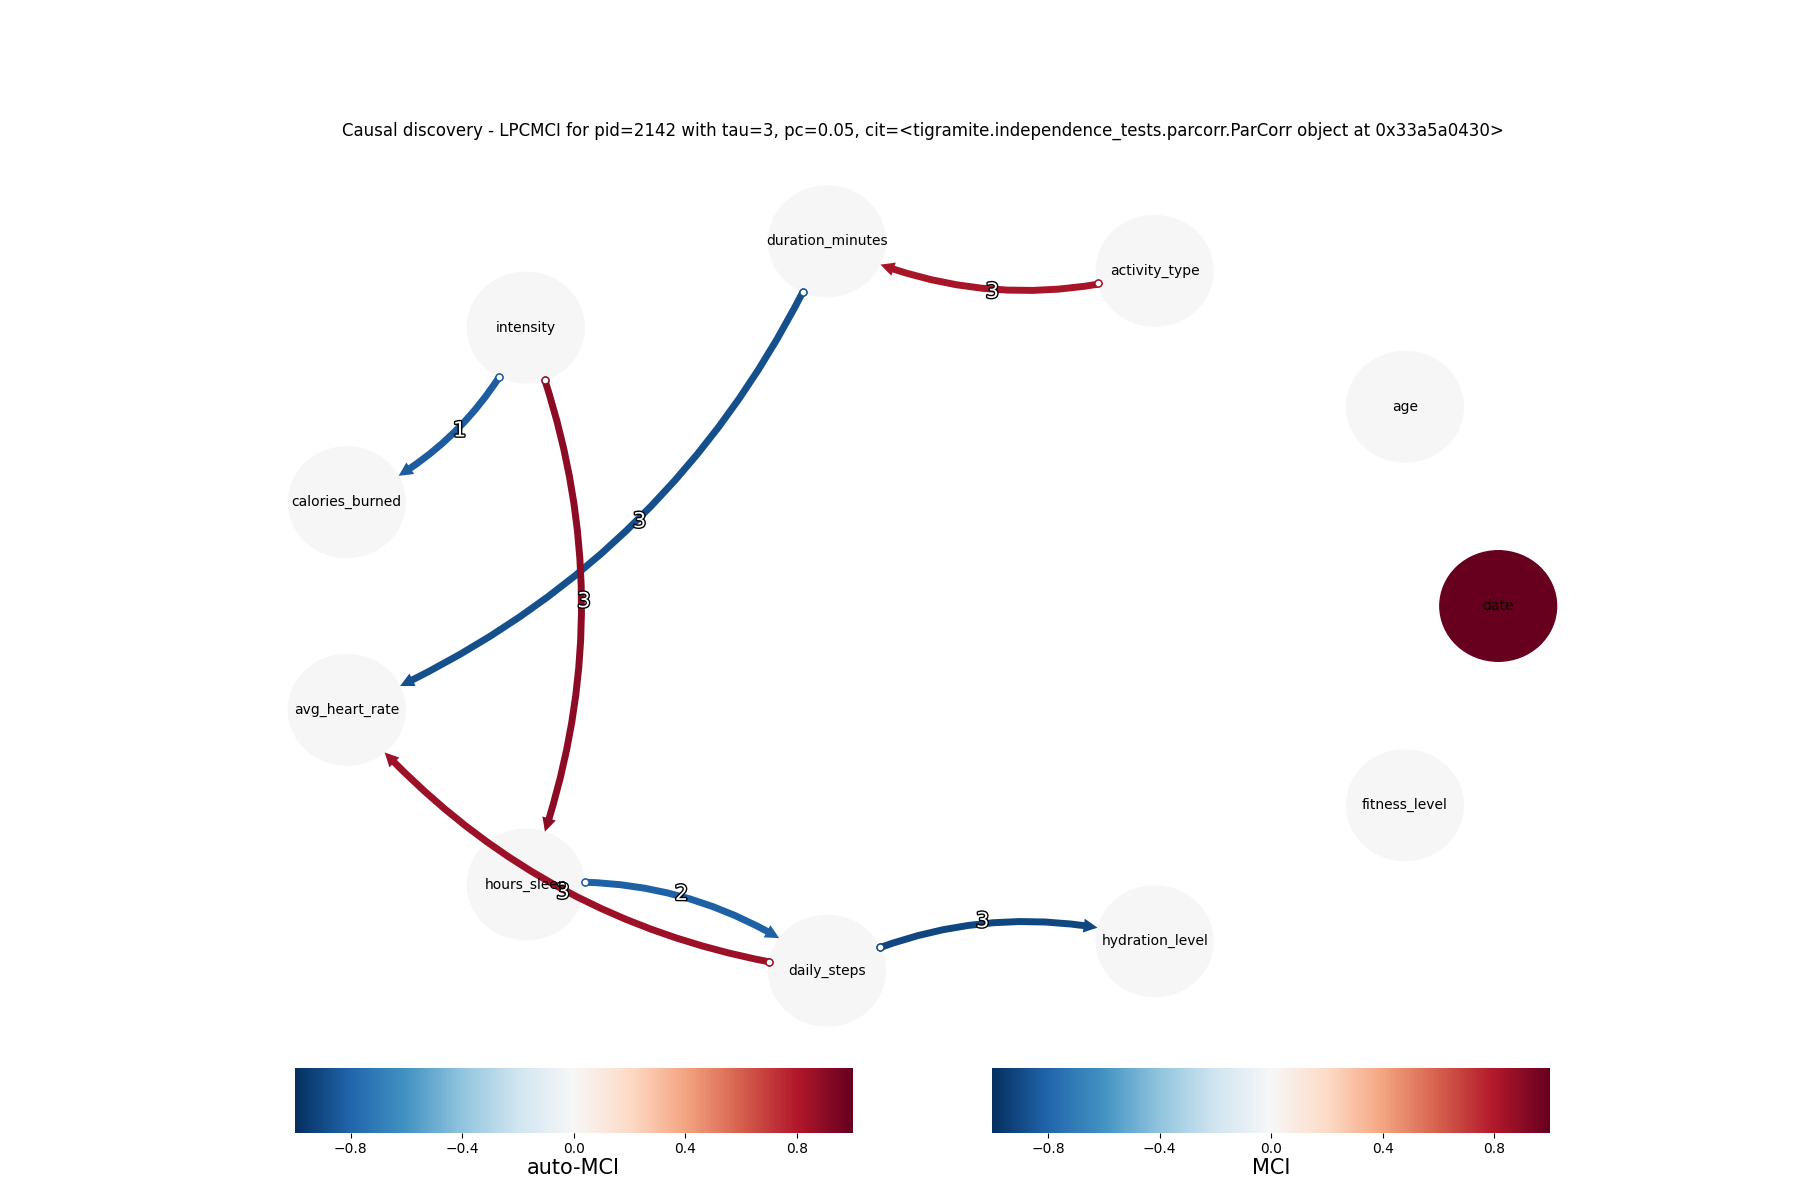 Causal discovery - LPCMCI for pid=2142 with tau=3, pc=0.05, cit=<tigramite.independence_tests.parcorr.ParCorr object at 0x33a5a0430>
duration_minutes
activity_type
3
intensity
age
1
calories_burned
3
3
date
avg_heart_rate
fitness_level
hours_sleep
3
2
3
hydration_level
daily_steps
−0.8 −0.4 0.0 0.4 0.8
auto-MCI
−0.8 −0.4 0.0 0.4 0.8
MCI